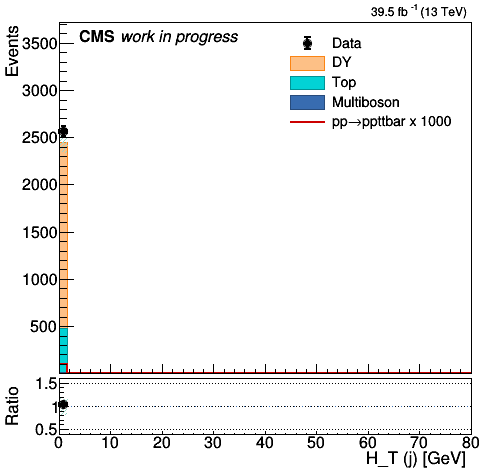 39.5 fb⁻¹ (13 TeV)
CMS work in progress
Events
3500
3000
2500
2000
1500
1000
500
Data
DY
Top
Multiboson
pp→ppttbar x 1000
Ratio
1.5
1
0.5
0 10 20 30 40 50 60 70 80
H_T (j) [GeV]